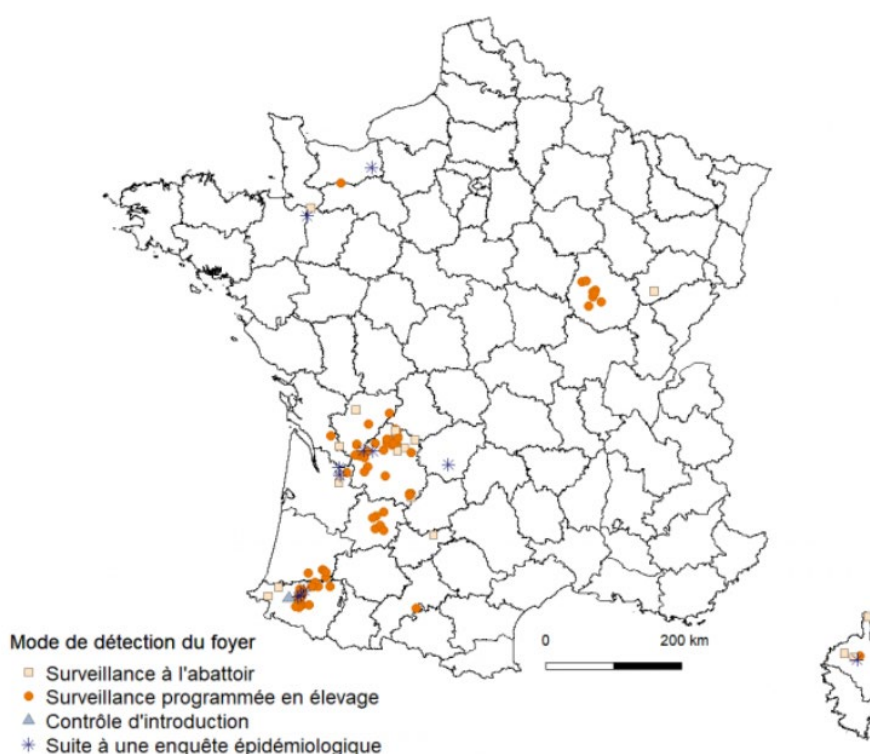 0 200 km
Mode de détection du foyer
Surveillance à l'abattoir
Surveillance programmée en élevage
Contrôle d'introduction
Suite à une enquête épidémiologique